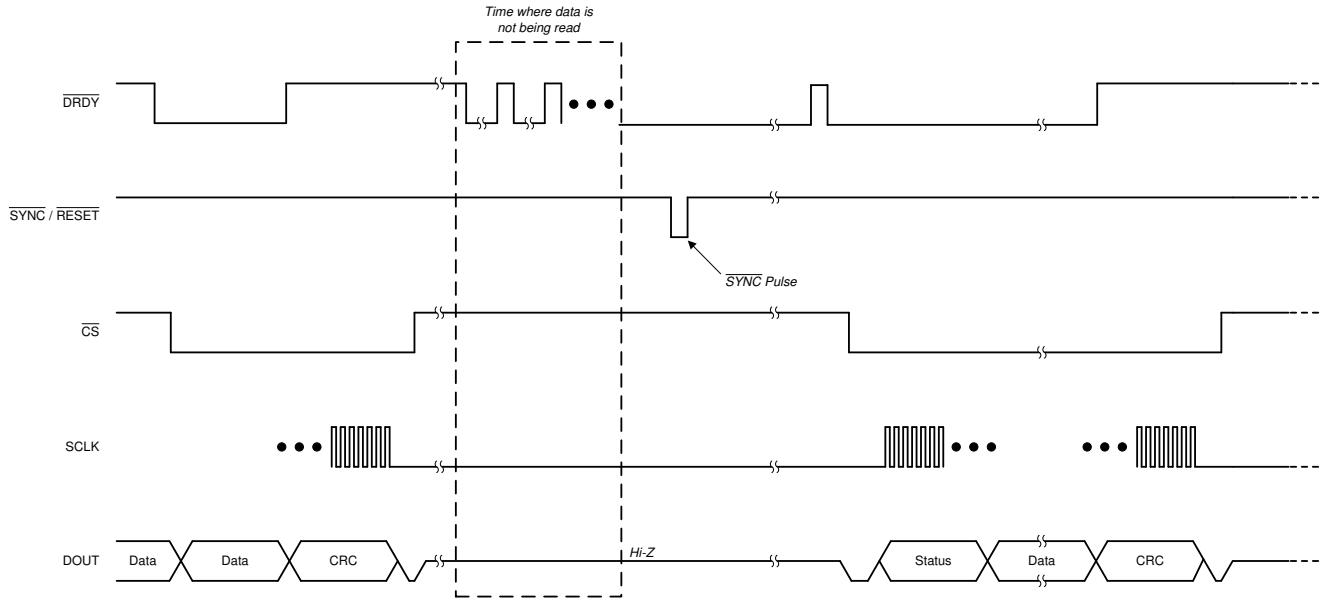 Time where data is
not being read
DRDY
SYNC / RESET
SYNC Pulse
CS
SCLK
DOUT
Data
Data
CRC
Hi-Z
Status
Data
CRC